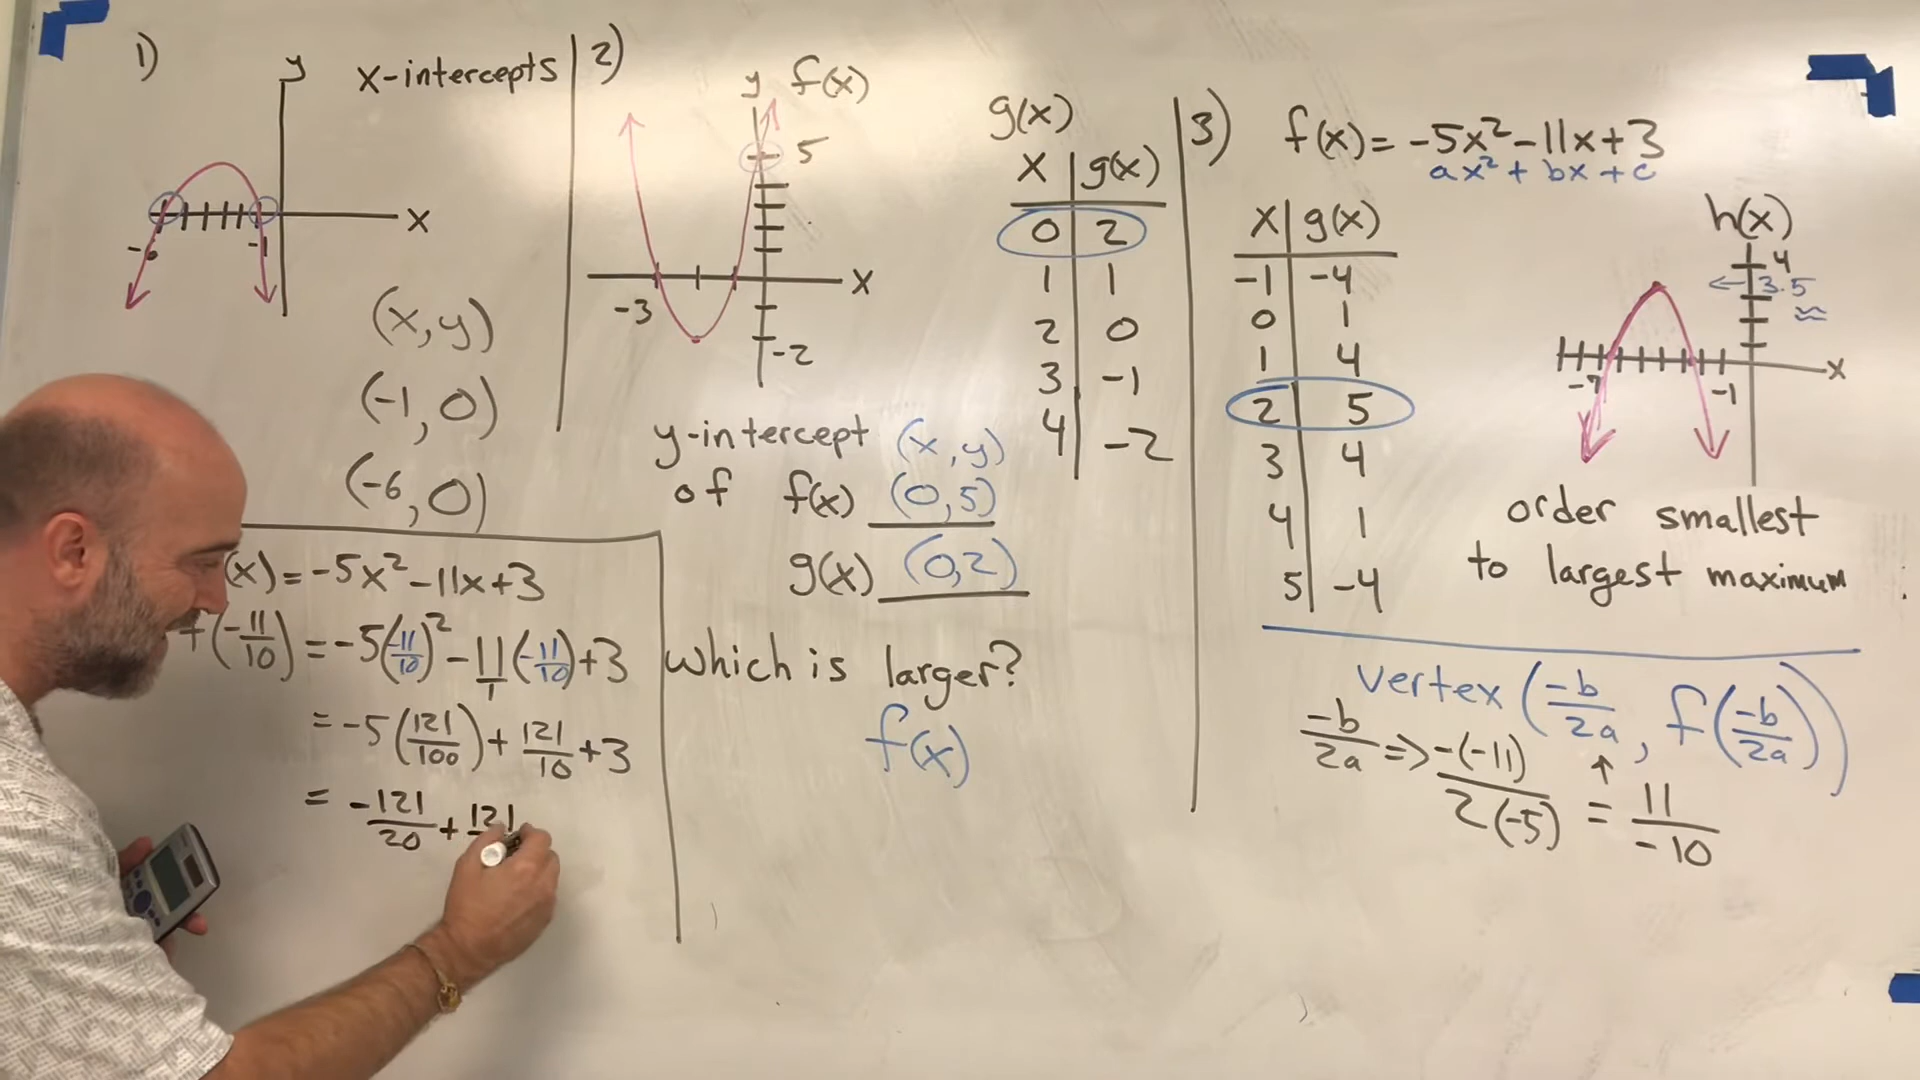 1)
y
x-intercepts
x
-6
-1
(x,y)
(-1,0)
(-6,0)
2)
y f(x)
5
x
-3
-2
g(x)
x g(x)
0 2
1 1
2 0
3 -1
4 -2
y-intercept (x,y)
of f(x) (0,5)
g(x) (0,2)
which is larger?
f(x)
3) f(x) = -5x² - 11x + 3
ax² + bx + c
x g(x)
-1 -4
0 1
1 4
2 5
3 4
4 1
5 -4
h(x)
4
← 3.5
≈
x
-7
-1
order smallest
to largest maximum
vertex (-b/2a, f(-b/2a))
-b/2a => -(-11)/2(-5) = 11/-10
↑
(x) = -5x² - 11x + 3
(-11/10) = -5(-11/10)² - 11/1(-11/10) + 3
= -5(121/100) + 121/10 + 3
= -121/20 + 121